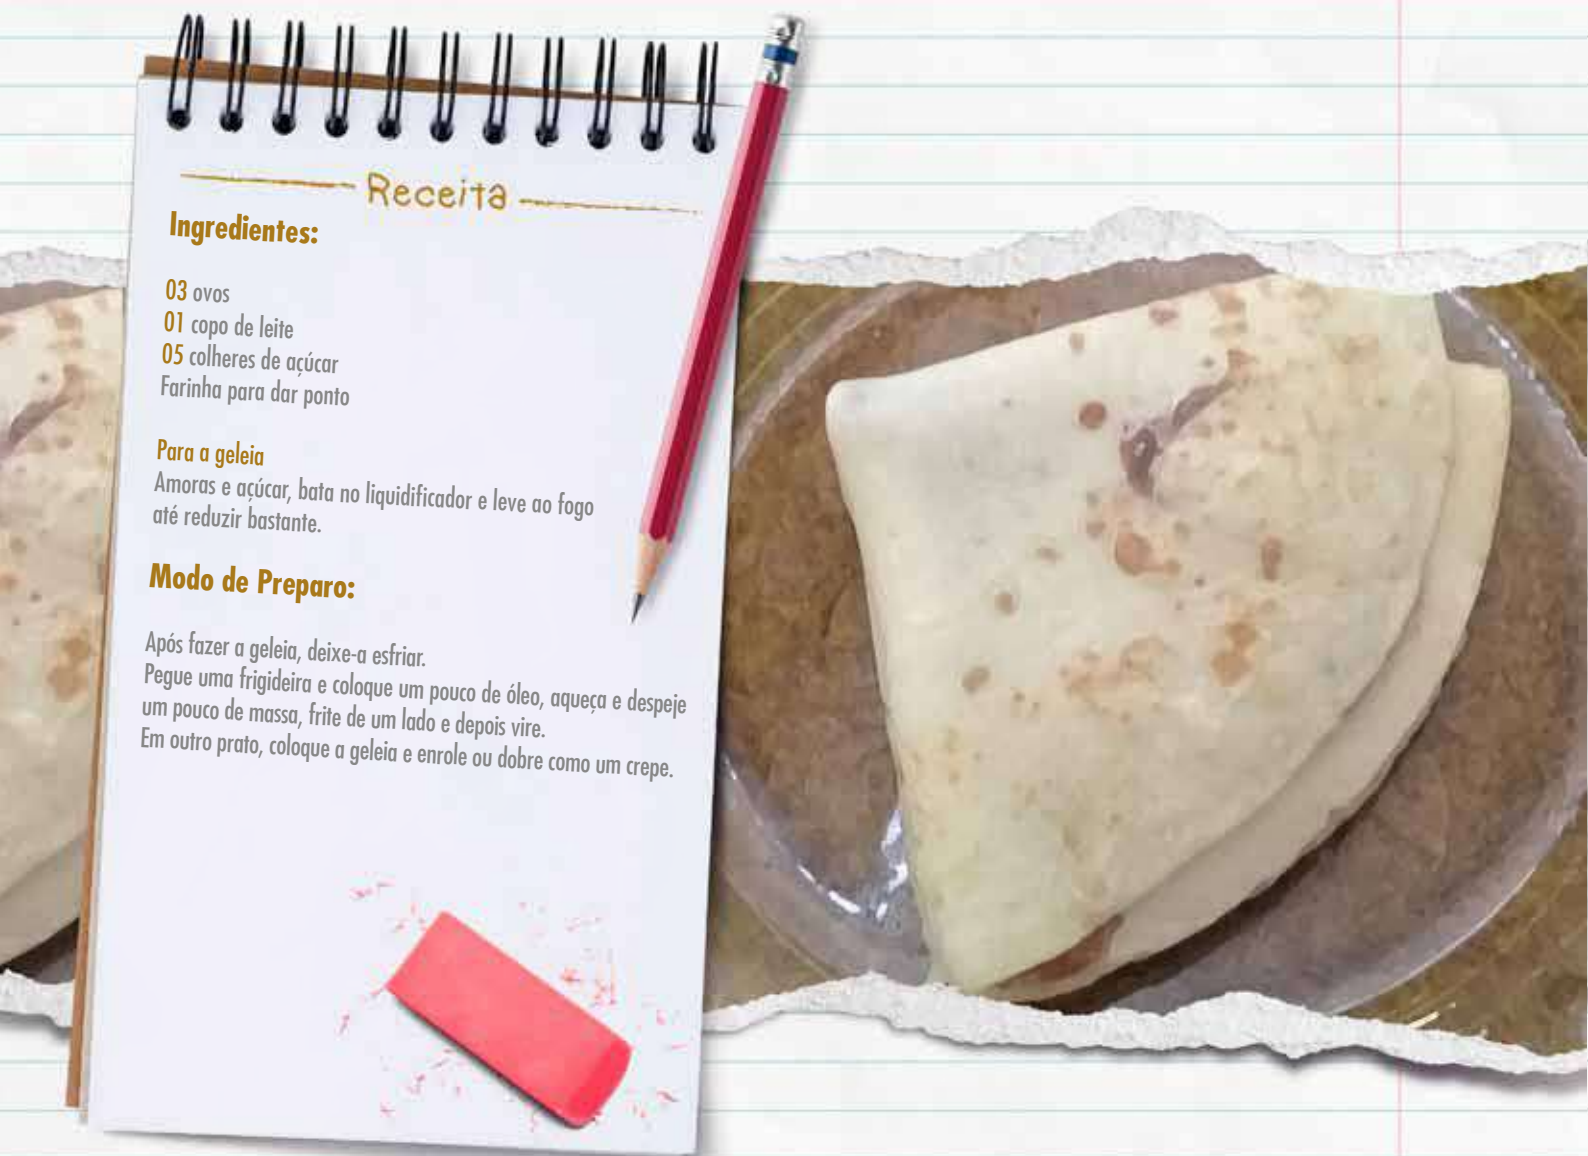 Receita
Ingredientes:
03 ovos
01 copo de leite
05 colheres de açúcar
Farinha para dar ponto
Para a geleia
Amoras e açúcar, bata no liquidificador e leve ao fogo
até reduzir bastante.
Modo de Preparo:
Após fazer a geleia, deixe-a esfriar.
Pegue uma frigideira e coloque um pouco de óleo, aqueça e despeje
um pouco de massa, frite de um lado e depois vire.
Em outro prato, coloque a geleia e enrole ou dobre como um crepe.